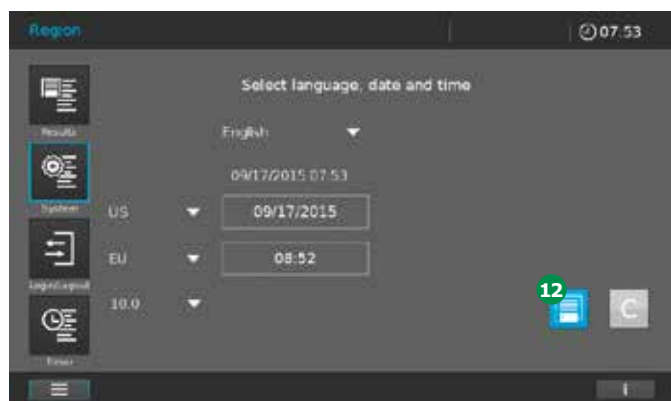 Region
07.53
Select language, date and time
Results
English
09/17/2015 07.53
System
US
09/17/2015
EU
08:52
Login/Logout
10.0
12
C
Timer
i